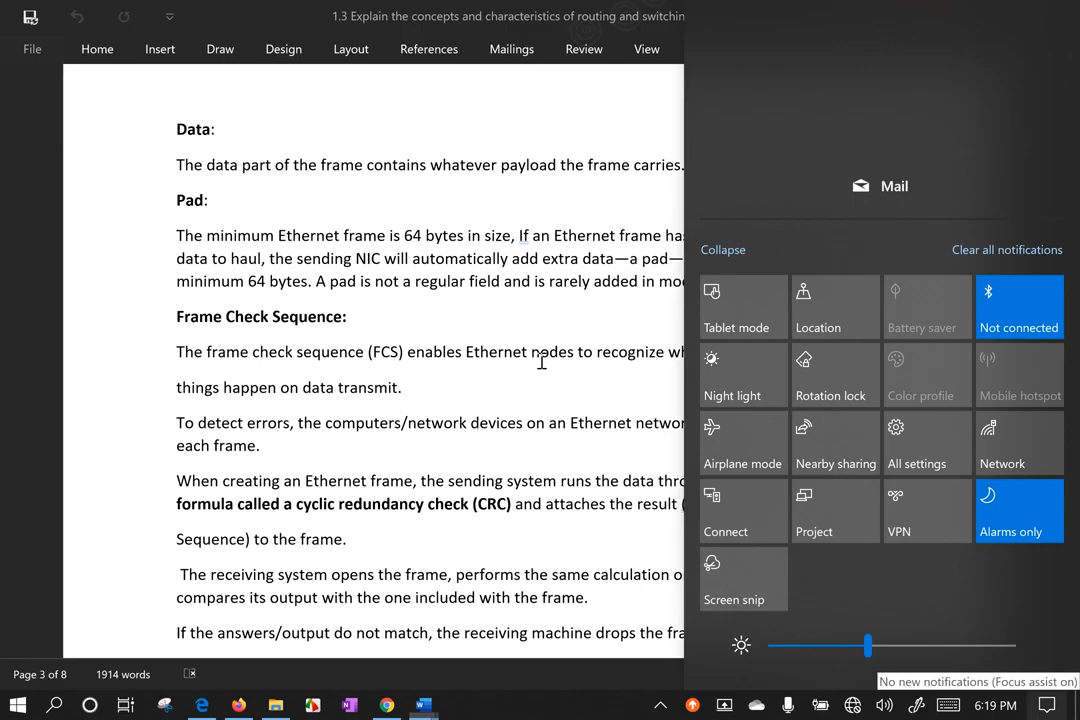 1.3 Explain the concepts and characteristics of routing and switchin
File Home Insert Draw Design Layout References Mailings Review View
Data:
The data part of the frame contains whatever payload the frame carries.
Pad:
The minimum Ethernet frame is 64 bytes in size, If an Ethernet frame has
data to haul, the sending NIC will automatically add extra data—a pad—
minimum 64 bytes. A pad is not a regular field and is rarely added in mo
Frame Check Sequence:
The frame check sequence (FCS) enables Ethernet nodes to recognize wh
things happen on data transmit.
To detect errors, the computers/network devices on an Ethernet networ
each frame.
When creating an Ethernet frame, the sending system runs the data thro
formula called a cyclic redundancy check (CRC) and attaches the result (
Sequence) to the frame.
The receiving system opens the frame, performs the same calculation o
compares its output with the one included with the frame.
If the answers/output do not match, the receiving machine drops the fra
Page 3 of 8 1914 words
Mail
Collapse Clear all notifications
Tablet mode Location Battery saver Not connected
Night light Rotation lock Color profile Mobile hotspot
Airplane mode Nearby sharing All settings Network
Connect Project VPN Alarms only
Screen snip
No new notifications (Focus assist on)
6:19 PM